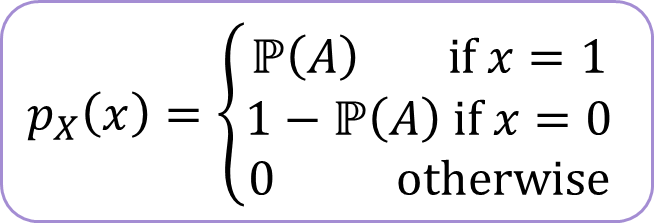 ℙ(A) if x = 1
p_X(x) = { 1 − ℙ(A) if x = 0
0 otherwise